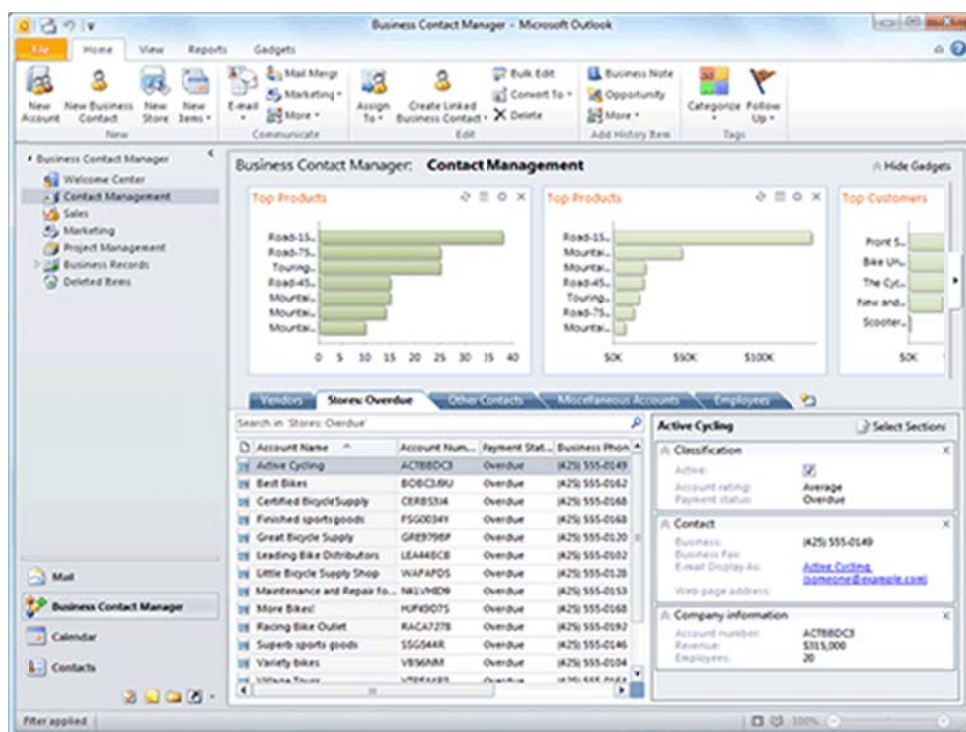 Business Contact Manager - Microsoft Outlook
File Home View Reports Gadgets
New Account New Business Contact New Store New Items
New
E-mail Mail Merge Marketing More
Communicate
Assign To Create Linked Business Contact Bulk Edit Convert To Delete
Edit
Business Note Opportunity More
Add History Item
Categorize Follow Up
Tags
Business Contact Manager
Welcome Center
Contact Management
Sales
Marketing
Project Management
Business Records
Deleted Items
Mail
Business Contact Manager
Calendar
Contacts
Business Contact Manager: Contact Management
Hide Gadgets
Top Products
Road-15...
Road-75...
Touring...
Road-45...
Mountai...
Mountai...
Mountai...
0 5 10 15 20 25 30 35 40
Top Products
Road-15...
Mountai...
Mountai...
Road-45...
Touring...
Road-75...
Mountai...
$0K $50K $100K
Top Customers
Front S...
Bike Un...
The Cyc...
New and...
Scooter...
$0K
Vendors Stores: Overdue Other Contacts Miscellaneous Accounts Employees
Search in 'Stores: Overdue'
Account Name Account Num... Payment Stat... Business Phon
Active Cycling Overdue (425) 555-0149
Best Bikes Overdue (425) 555-0162
Certified Bicycle Supply Overdue (425) 555-0168
Finished sports goods Overdue (425) 555-0168
Great Bicycle Supply Overdue (425) 555-0120
Leading Bike Distributors Overdue (425) 555-0102
Little Bicycle Supply Shop Overdue (425) 555-0128
Maintenance and Repair fo... Overdue (425) 555-0153
More Bikes! Overdue (425) 555-0168
Racing Bike Outlet Overdue (425) 555-0192
Superb sports goods Overdue (425) 555-0146
Variety bikes Overdue (425) 555-0104
Village Tours Overdue
Active Cycling Select Sections
Classification
Active:
Account rating: Average
Payment status: Overdue
Contact
Business: (425) 555-0149
Business Fax:
E-mail Display As: Active Cycling
(someone@example.com)
Web page address:
Company information
Account number:
Revenue: $315,000
Employees: 20
Filter applied
100%